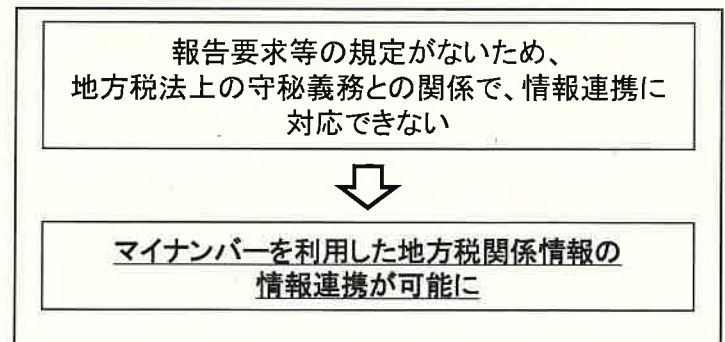 報告要求等の規定がないため、
地方税法上の守秘義務との関係で、情報連携に
対応できない
マイナンバーを利用した地方税関係情報の
情報連携が可能に